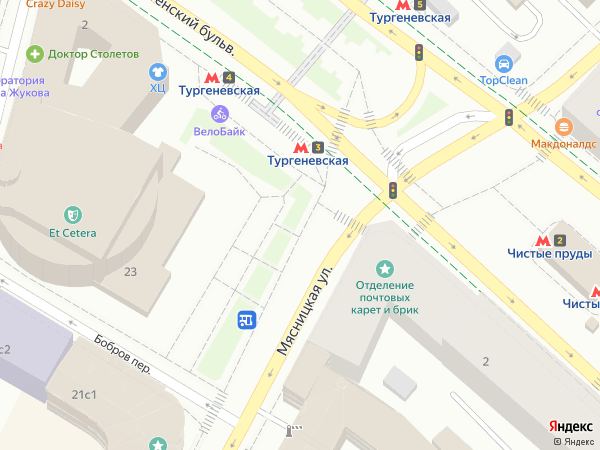 Crazy Daisy
2
5
Тургеневская
енский бульв.
Доктор Столетов
TopClean
оратория
а Жукова
ХЦ
4
Тургеневская
ВелоБайк
3
Тургеневская
Макдоналдс
Et Cetera
2
Чистые пруды
23
Отделение
почтовых
карет и брик
Чисты
Мясницкая ул.
Бобров пер.
с2
2
21с1
Яндекс
© Яндекс